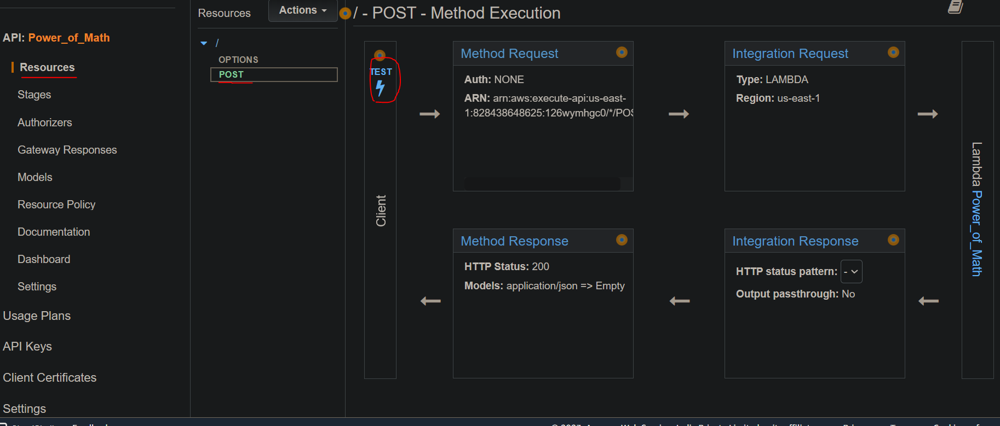 API: Power_of_Math
Resources
Stages
Authorizers
Gateway Responses
Models
Resource Policy
Documentation
Dashboard
Settings
Usage Plans
API Keys
Client Certificates
Settings
Resources
Actions
/
OPTIONS
POST
/ - POST - Method Execution
TEST
Client
Method Request
Auth: NONE
ARN: arn:aws:execute-api:us-east-
1:828438648625:126wymhgc0/*/POS
Integration Request
Type: LAMBDA
Region: us-east-1
Lambda Power_of_Math
Method Response
HTTP Status: 200
Models: application/json => Empty
Integration Response
HTTP status pattern: -
Output passthrough: No